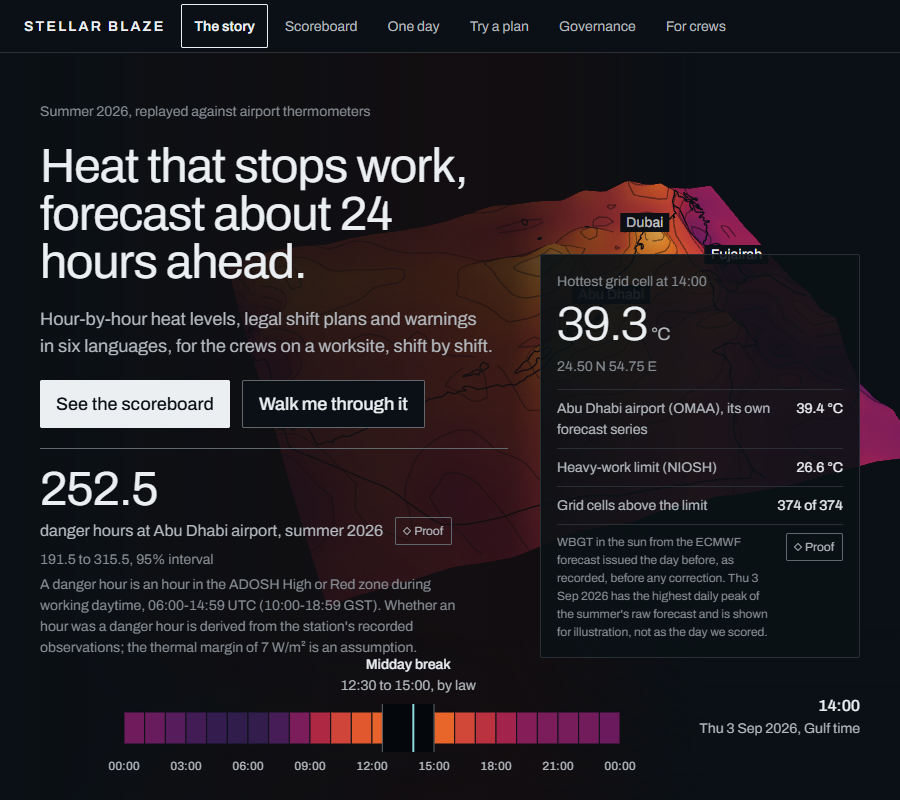 STELLAR BLAZE
The story
Scoreboard
One day
Try a plan
Governance
For crews
Summer 2026, replayed against airport thermometers
Heat that stops work,
forecast about 24
hours ahead.
Hour-by-hour heat levels, legal shift plans and warnings
in six languages, for the crews on a worksite, shift by shift.
See the scoreboard
Walk me through it
252.5
danger hours at Abu Dhabi airport, summer 2026
◇ Proof
191.5 to 315.5, 95% interval
A danger hour is an hour in the ADOSH High or Red zone during
working daytime, 06:00-14:59 UTC (10:00-18:59 GST). Whether an
hour was a danger hour is derived from the station's recorded
observations; the thermal margin of 7 W/m² is an assumption.
Dubai
Fujairah
Abu Dhabi
Hottest grid cell at 14:00
39.3 °C
24.50 N 54.75 E
Abu Dhabi airport (OMAA), its own
forecast series
39.4 °C
Heavy-work limit (NIOSH)
26.6 °C
Grid cells above the limit
374 of 374
WBGT in the sun from the ECMWF
forecast issued the day before, as
recorded, before any correction. Thu 3
Sep 2026 has the highest daily peak of
the summer's raw forecast and is shown
for illustration, not as the day we scored.
◇ Proof
Midday break
12:30 to 15:00, by law
00:00
03:00
06:00
09:00
12:00
15:00
18:00
21:00
00:00
14:00
Thu 3 Sep 2026, Gulf time